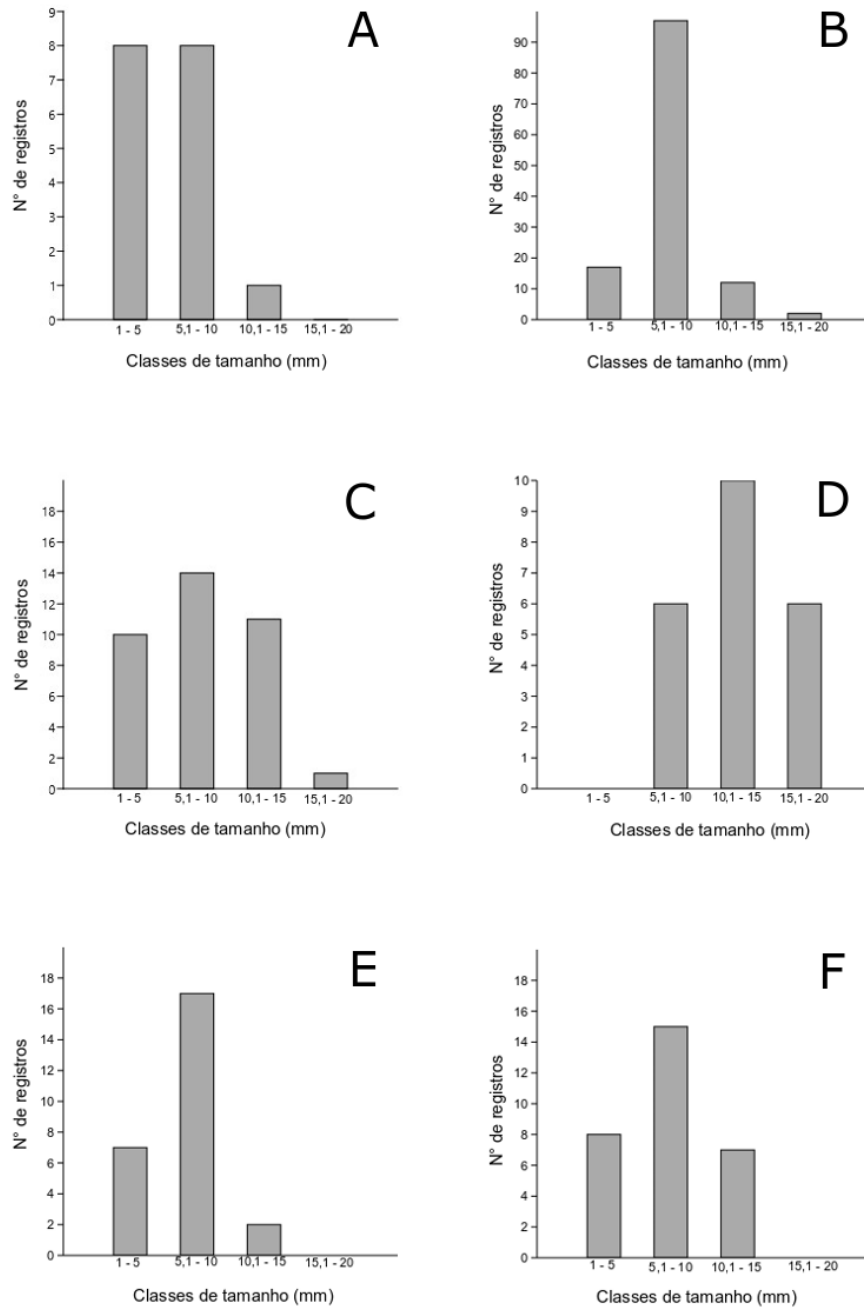 A
N° de registros
9
8
7
6
5
4
3
2
1
0
1 - 5 5,1 - 10 10,1 - 15 15,1 - 20
Classes de tamanho (mm)
B
N° de registros
90
80
70
60
50
40
30
20
10
0
1 - 5 5,1 - 10 10,1 - 15 15,1 - 20
Classes de tamanho (mm)
C
N° de registros
18
16
14
12
10
8
6
4
2
0
1 - 5 5,1 - 10 10,1 - 15 15,1 - 20
Classes de tamanho (mm)
D
N° de registros
10
9
8
7
6
5
4
3
2
1
0
1 - 5 5,1 - 10 10,1 - 15 15,1 - 20
Classes de tamanho (mm)
E
N° de registros
18
16
14
12
10
8
6
4
2
0
1 - 5 5,1 - 10 10,1 - 15 15,1 - 20
Classes de tamanho (mm)
F
N° de registros
18
16
14
12
10
8
6
4
2
0
1 - 5 5,1 - 10 10,1 - 15 15,1 - 20
Classes de tamanho (mm)